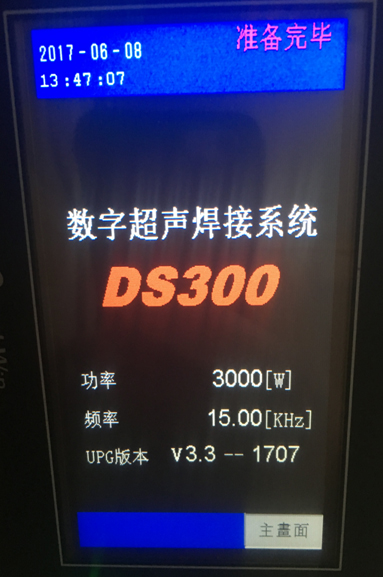 准备完毕
2017-06-08
13:47:07
数字超声焊接系统
DS300
功率 3000[W]
频率 15.00[KHz]
UPG版本 V3.3 -- 1707
主畫面